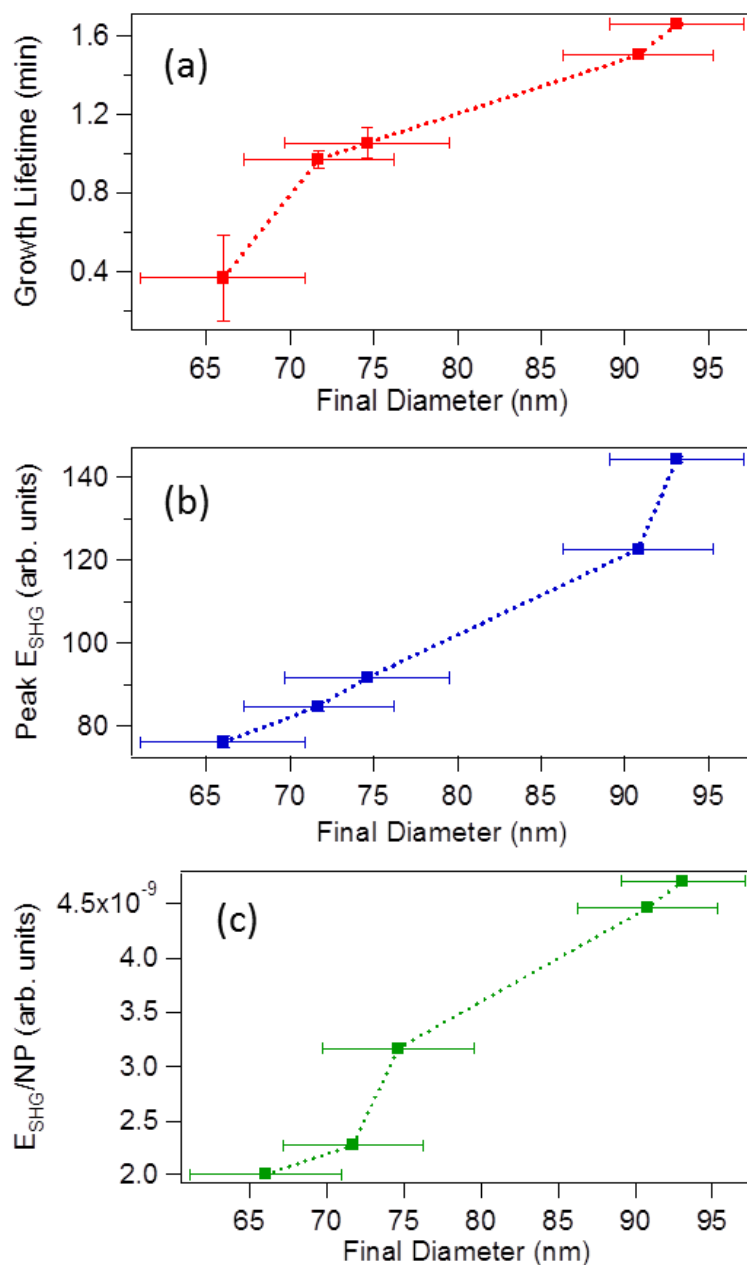 (a)
Growth Lifetime (min)
1.6
1.2
0.8
0.4
65 70 75 80 85 90 95
Final Diameter (nm)
(b)
Peak E_SHG (arb. units)
140
120
100
80
65 70 75 80 85 90 95
Final Diameter (nm)
(c)
E_SHG/NP (arb. units)
4.5x10⁻⁹
4.0
3.5
3.0
2.5
2.0
65 70 75 80 85 90 95
Final Diameter (nm)